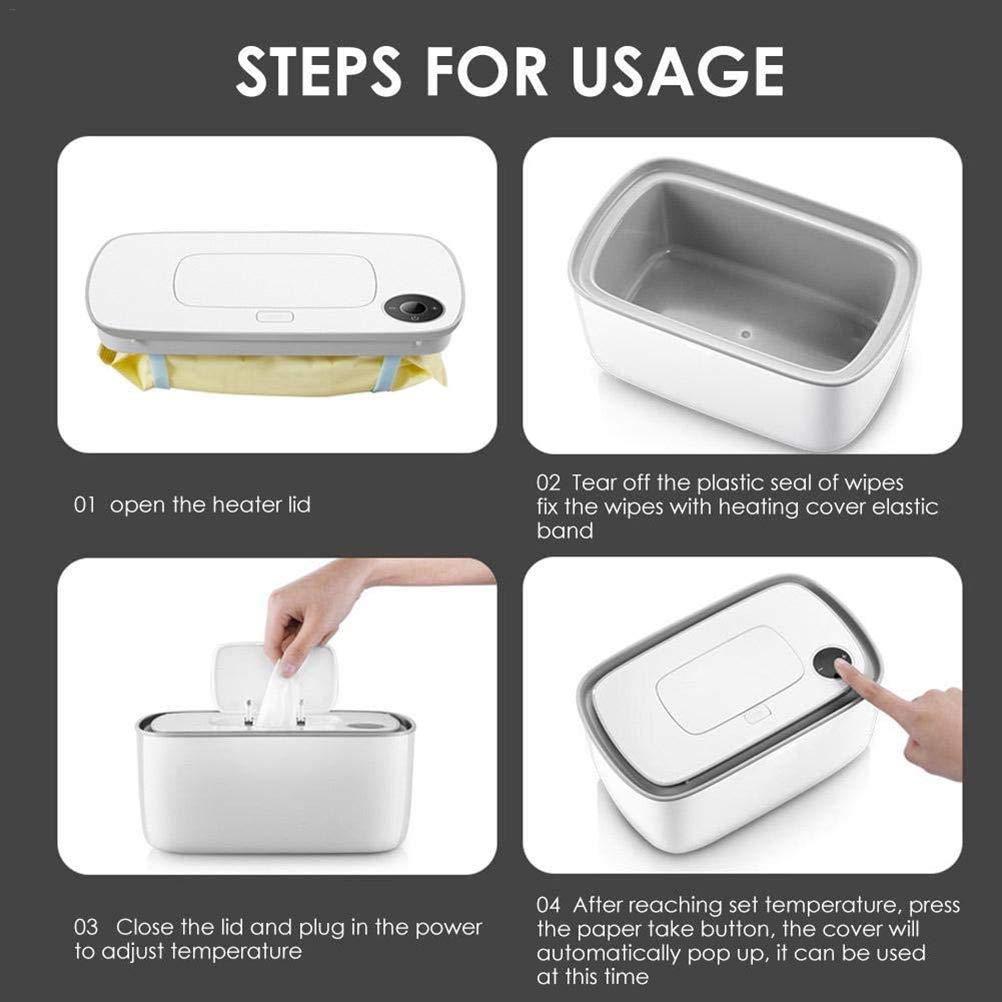 STEPS FOR USAGE
01 open the heater lid
02 Tear off the plastic seal of wipes
fix the wipes with heating cover elastic
band
03 Close the lid and plug in the power
to adjust temperature
04 After reaching set temperature, press
the paper take button, the cover will
automatically pop up, it can be used
at this time